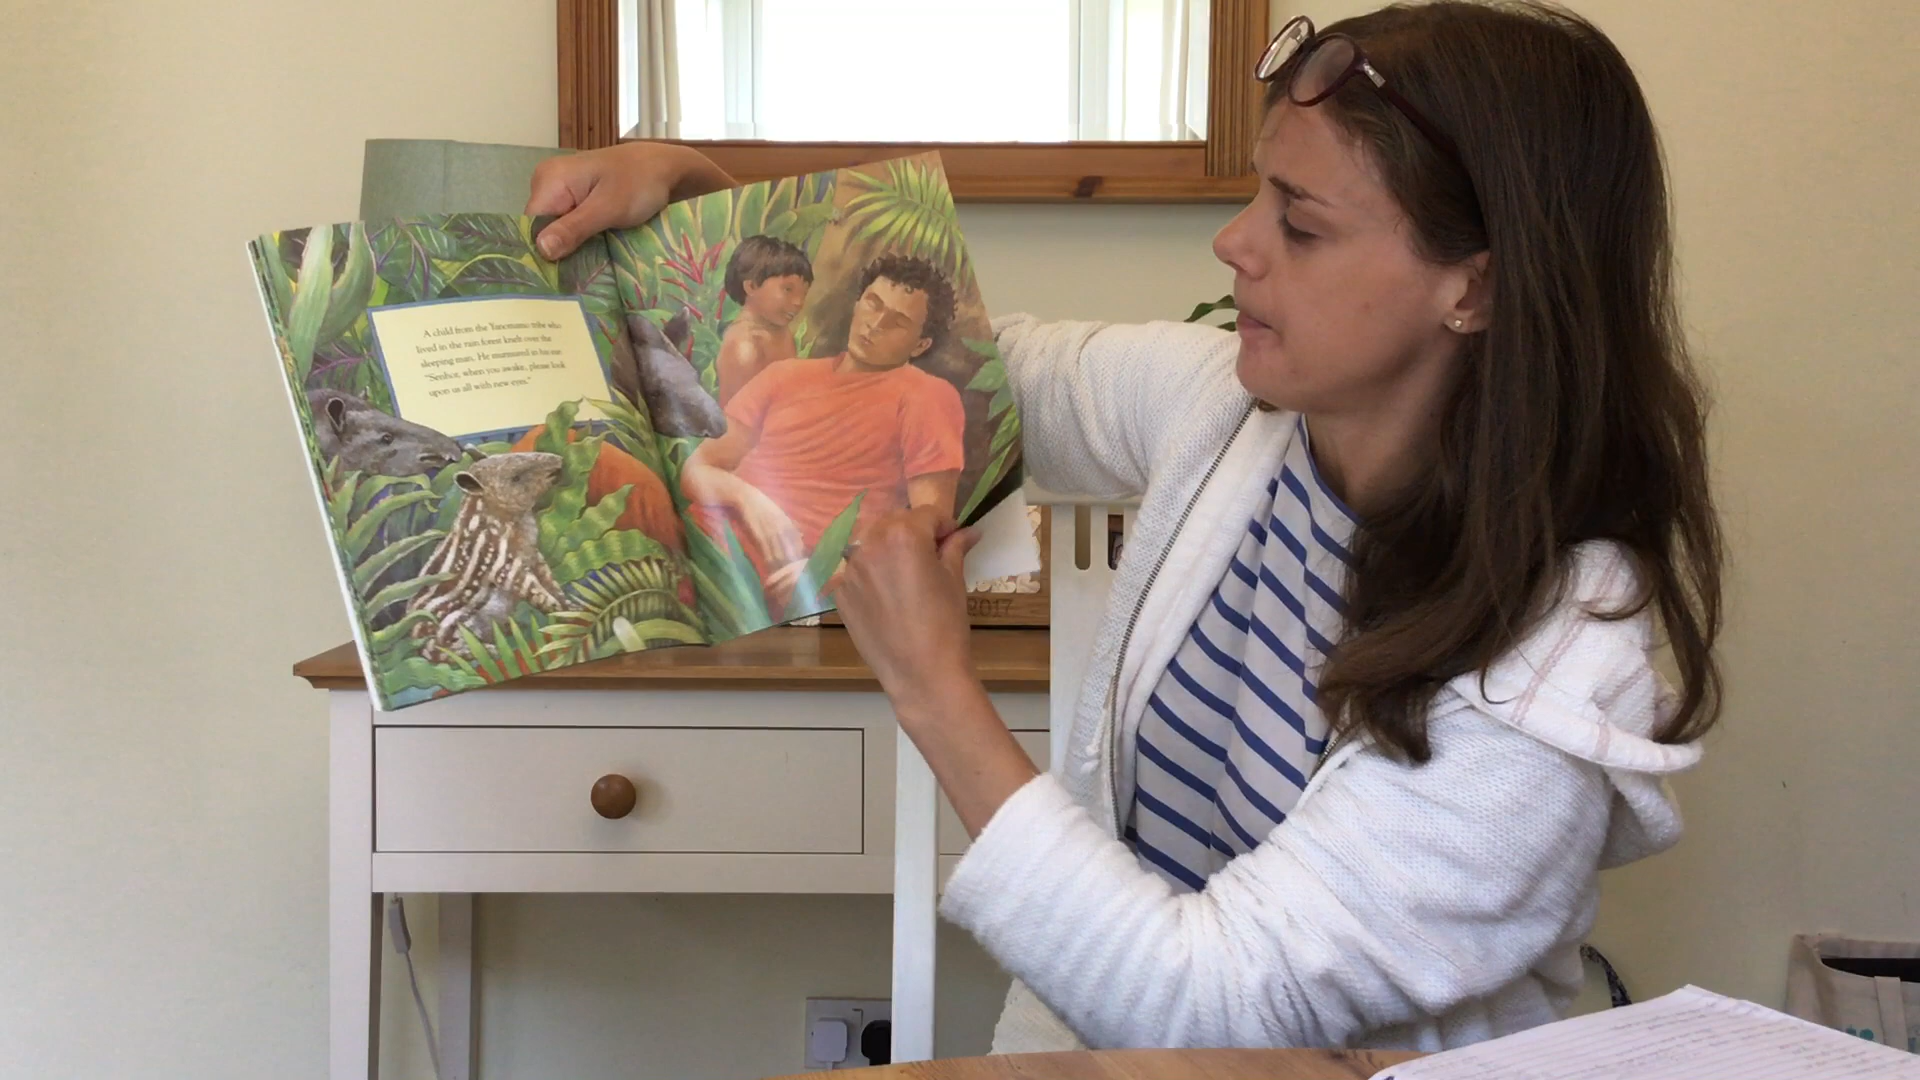 A child from the Yanomamo tribe who
lived in the rain forest knelt over the
sleeping man. He murmured in his ear:
"Senhor, when you awake, please look
upon us all with new eyes."
2017